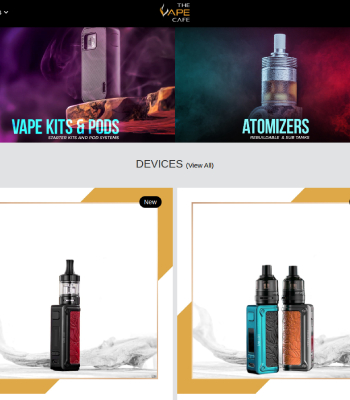 THE
VAPE
CAFE
VAPE KITS & PODS
STARTER KITS AND POD SYSTEMS
ATOMIZERS
REBUILDABLE & SUB TANKS
DEVICES (View All)
New